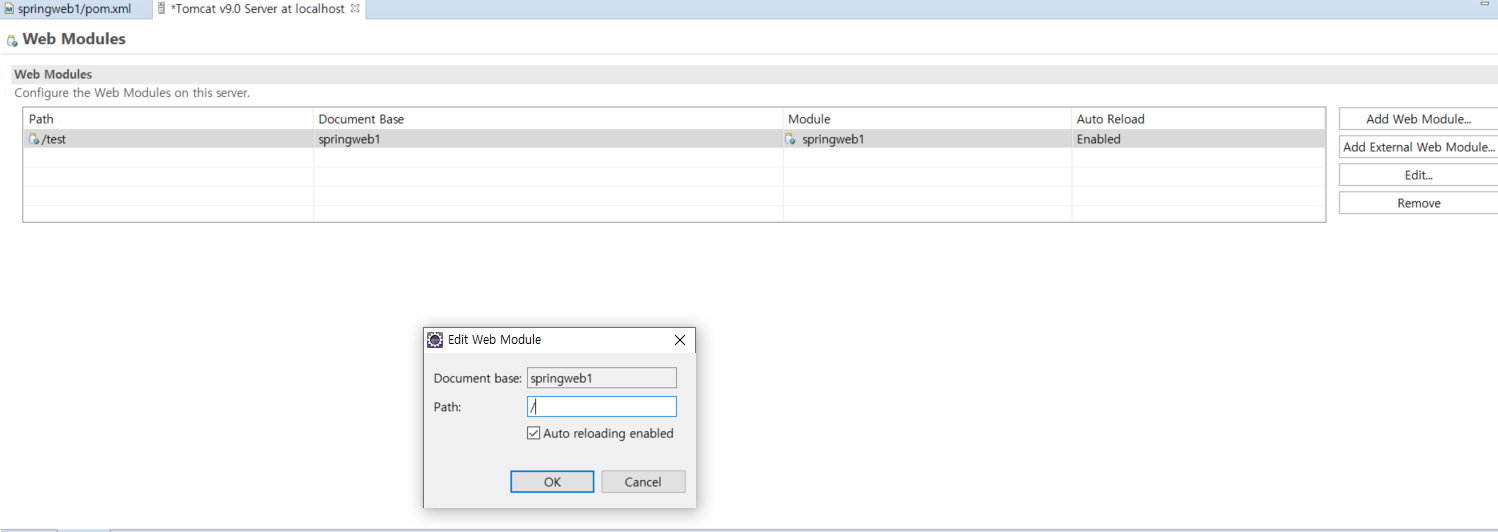 springweb1/pom.xml *Tomcat v9.0 Server at localhost
Web Modules
Web Modules
Configure the Web Modules on this server.
Path Document Base Module Auto Reload
/test springweb1 springweb1 Enabled
Add Web Module...
Add External Web Module...
Edit...
Remove
Edit Web Module
Document base: springweb1
Path: /
Auto reloading enabled
OK Cancel